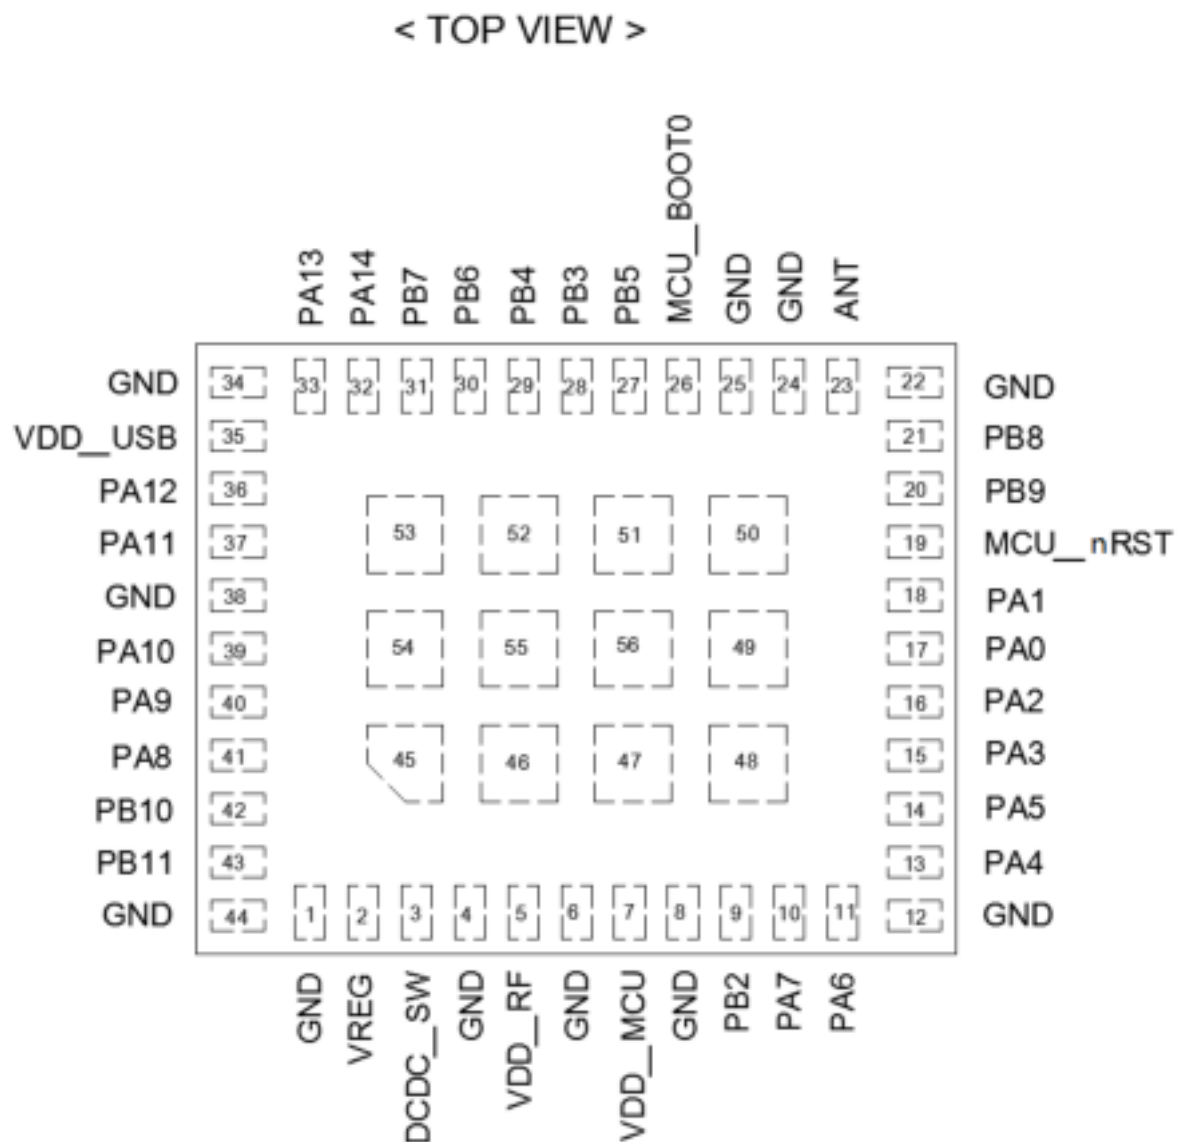 < TOP VIEW >
PA13 PA14 PB7 PB6 PB4 PB3 PB5 MCU__BOOT0 GND GND ANT
33 32 31 30 29 28 27 26 25 24 23
GND 34 22 GND
VDD__USB 35 21 PB8
PA12 36 20 PB9
53 52 51 50
PA11 37 19 MCU__nRST
GND 38 18 PA1
54 55 56 49
PA10 39 17 PA0
PA9 40 16 PA2
PA8 41 15 PA3
45 46 47 48
PB10 42 14 PA5
PB11 43 13 PA4
GND 44 12 GND
1 2 3 4 5 6 7 8 9 10 11
GND VREG DCDC__SW GND VDD__RF GND VDD__MCU GND PB2 PA7 PA6